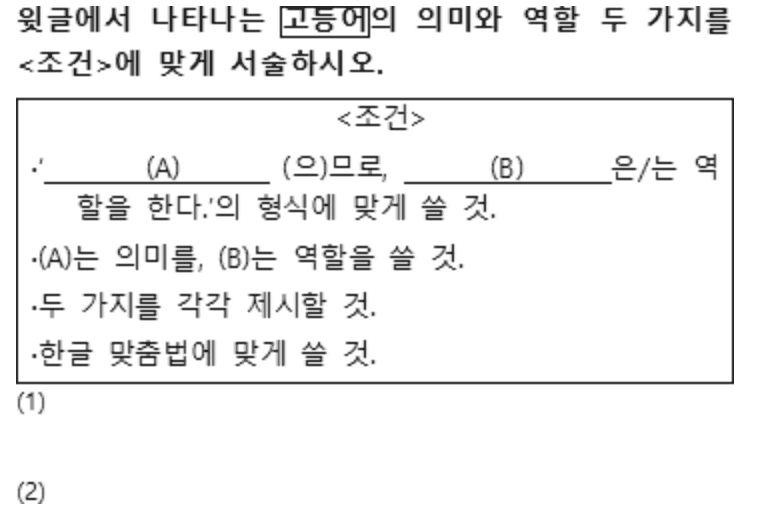 윗글에서 나타나는 고등어의 의미와 역할 두 가지를
<조건>에 맞게 서술하시오.
<조건>
·'             (A)             (으)므로,             (B)             은/는 역
할을 한다.'의 형식에 맞게 쓸 것.
·(A)는 의미를, (B)는 역할을 쓸 것.
·두 가지를 각각 제시할 것.
·한글 맞춤법에 맞게 쓸 것.
(1)
(2)